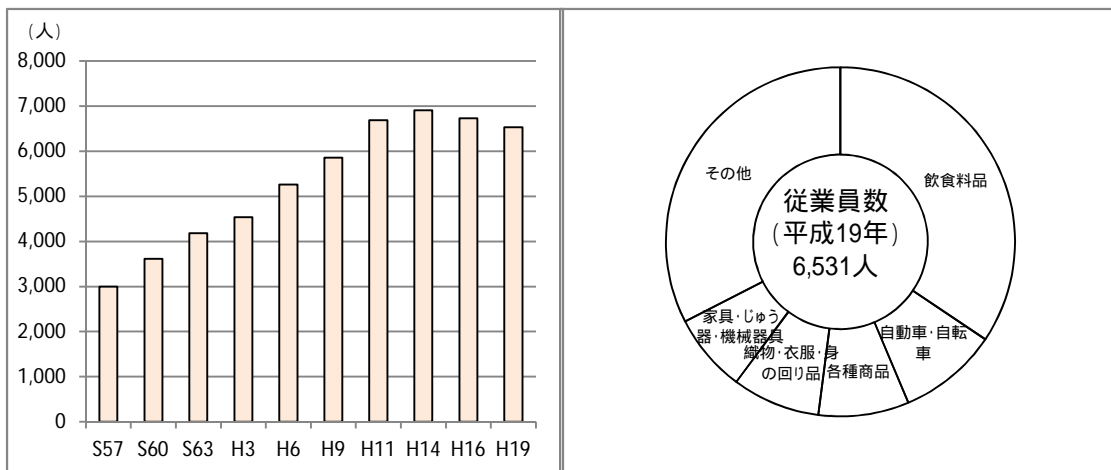 (人)
8,000
7,000
6,000
5,000
4,000
3,000
2,000
1,000
0
S57 S60 S63 H3 H6 H9 H11 H14 H16 H19
その他
飲食料品
従業員数
(平成19年)
6,531人
家具・じゅう
器・機械器具
織物・衣服・身
の回り品
各種商品
自動車・自転
車